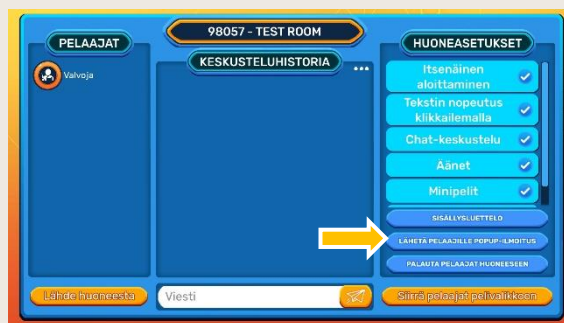 98057 - TEST ROOM
PELAAJAT
Valvoja
KESKUSTELUHISTORIA
HUONEASETUKSET
Itsenäinen
aloittaminen
Tekstin nopeutus
klikkailemalla
Chat-keskustelu
Äänet
Minipelit
SISÄLLYSLUETTELO
LÄHETÄ PELAAJILLE POPUP-ILMOITUS
PALAUTA PELAAJAT HUONEESEEN
Lähde huoneesta
Viesti
Siirrä pelaajat pelivalikkoon